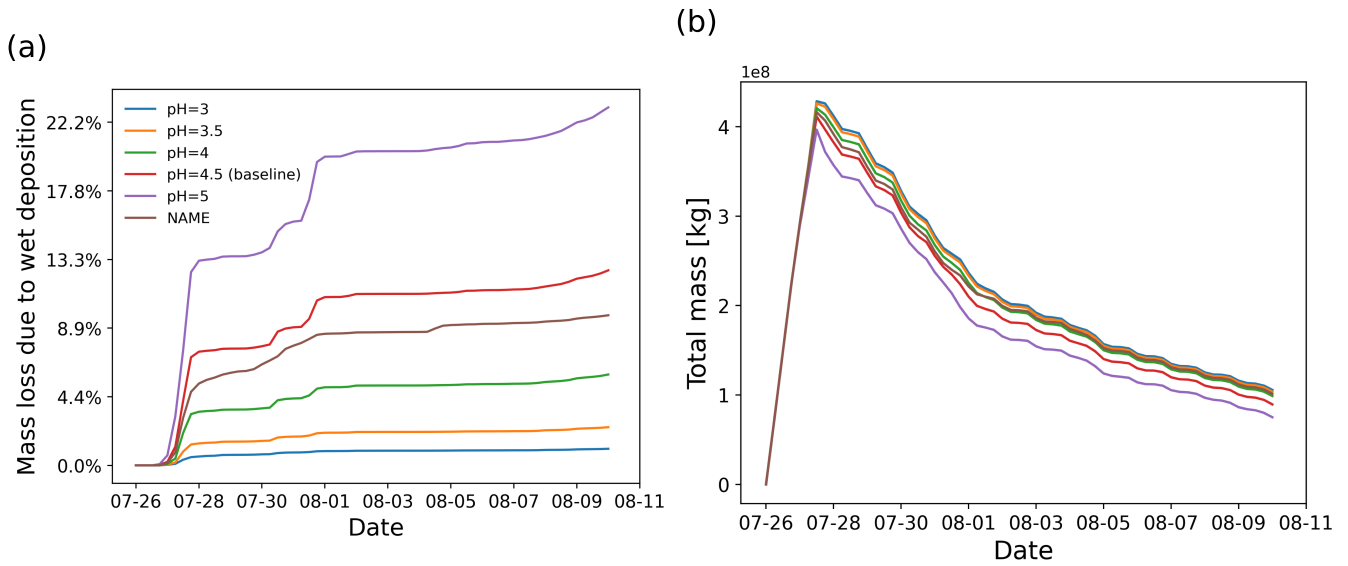 (a)
Mass loss due to wet deposition
22.2%
17.8%
13.3%
8.9%
4.4%
0.0%
pH=3
pH=3.5
pH=4
pH=4.5 (baseline)
pH=5
NAME
07-26 07-28 07-30 08-01 08-03 08-05 08-07 08-09 08-11
Date
(b)
1e8
Total mass [kg]
4
3
2
1
0
07-26 07-28 07-30 08-01 08-03 08-05 08-07 08-09 08-11
Date